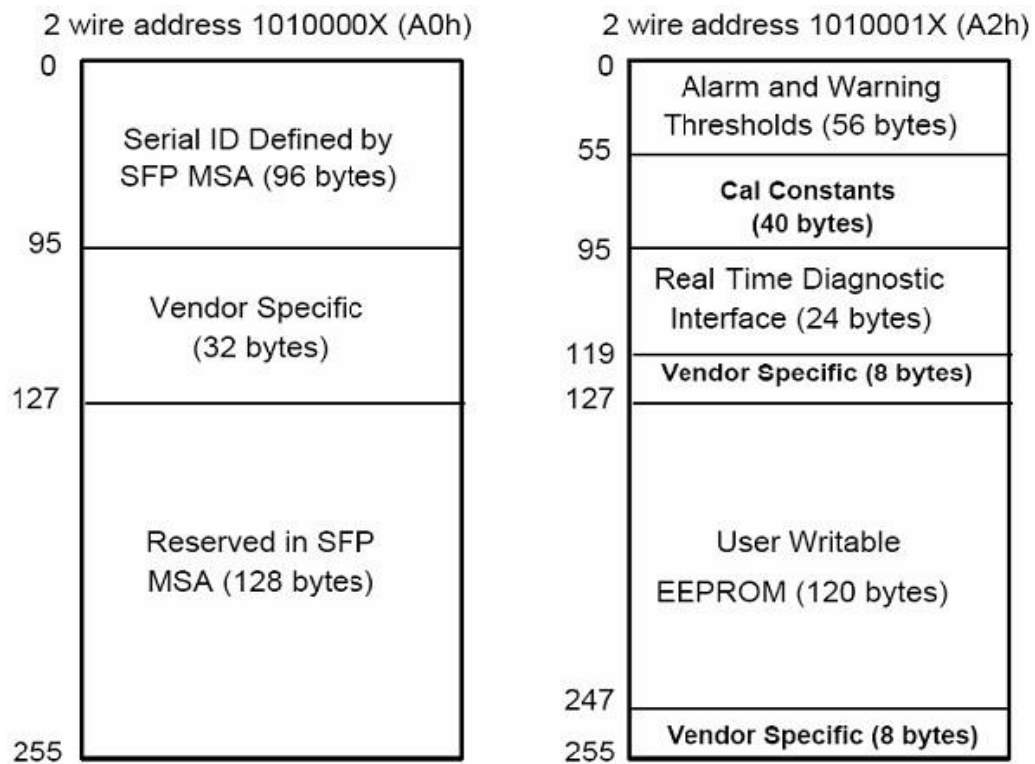 2 wire address 1010000X (A0h)
0
Serial ID Defined by
SFP MSA (96 bytes)
95
Vendor Specific
(32 bytes)
127
Reserved in SFP
MSA (128 bytes)
255
2 wire address 1010001X (A2h)
0
Alarm and Warning
Thresholds (56 bytes)
55
Cal Constants
(40 bytes)
95
Real Time Diagnostic
Interface (24 bytes)
119
Vendor Specific (8 bytes)
127
User Writable
EEPROM (120 bytes)
247
Vendor Specific (8 bytes)
255